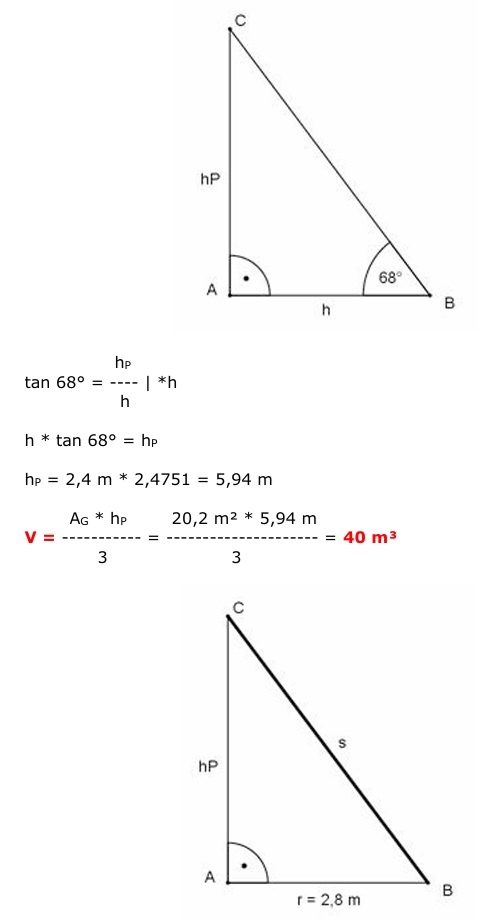 C
hP
68°
A
B
h
hP
tan 68° = ---- | *h
h
h * tan 68° = hP
hP = 2,4 m * 2,4751 = 5,94 m
AG * hP 20,2 m² * 5,94 m
V = ----------- = --------------------- = 40 m³
3 3
C
s
hP
A
B
r = 2,8 m